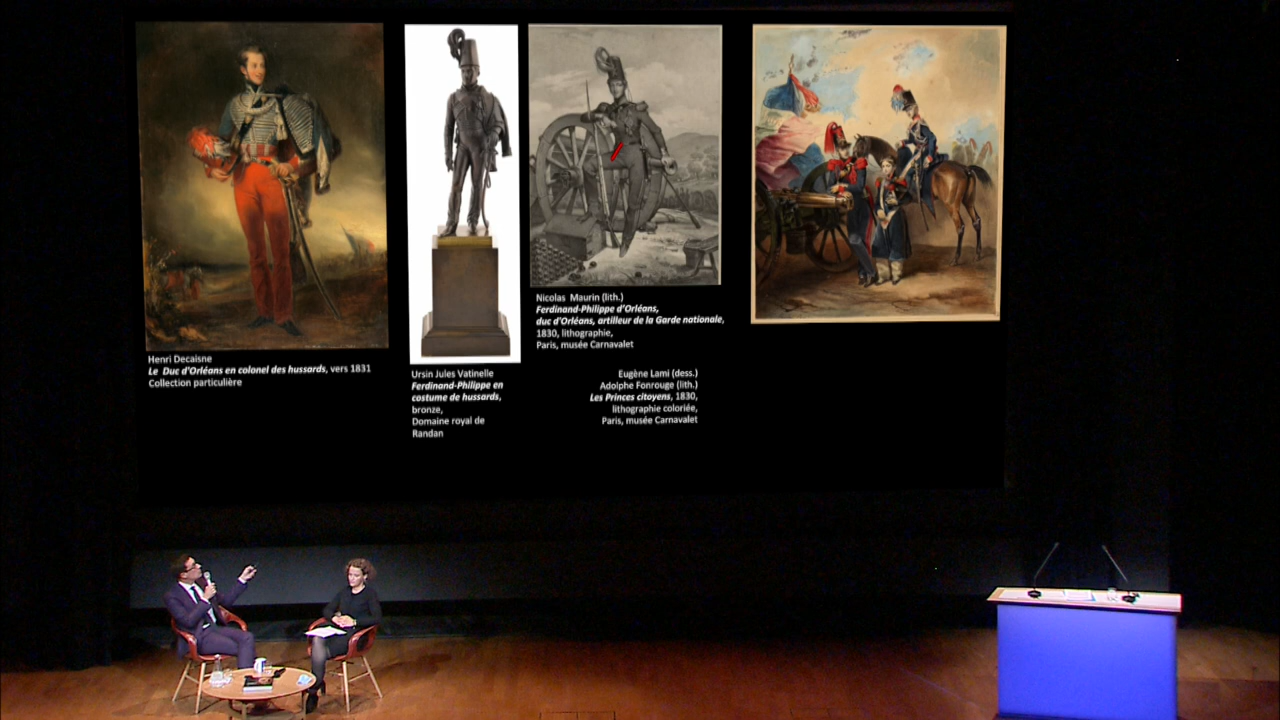 Henri Decaisne
Le Duc d'Orléans en colonel des hussards, vers 1831
Collection particulière
Ursin Jules Vatinelle
Ferdinand-Philippe en
costume de hussards,
bronze,
Domaine royal de
Randan
Nicolas Maurin (lith.)
Ferdinand-Philippe d'Orléans,
duc d'Orléans, artilleur de la Garde nationale,
1830, lithographie,
Paris, musée Carnavalet
Eugène Lami (dess.)
Adolphe Fonrouge (lith.)
Les Princes citoyens, 1830,
lithographie coloriée,
Paris, musée Carnavalet